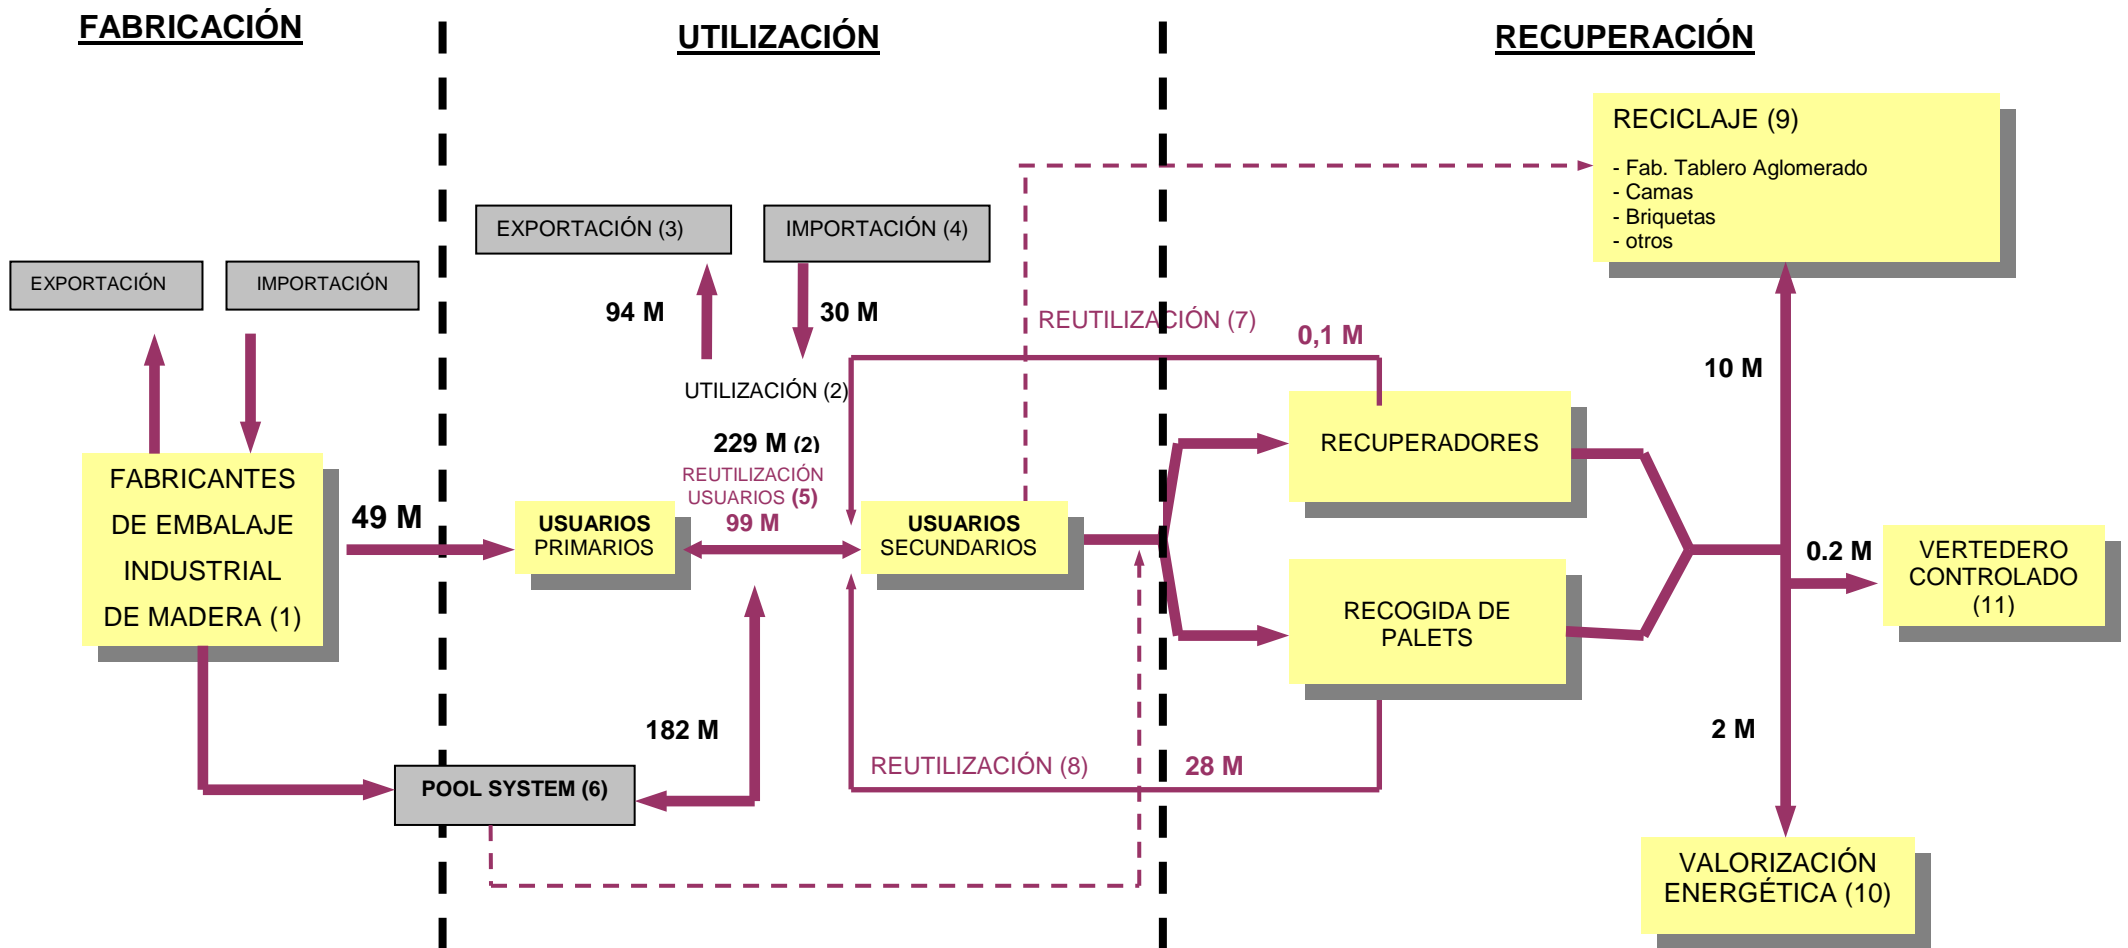 FABRICACIÓN
UTILIZACIÓN
RECUPERACIÓN
EXPORTACIÓN
IMPORTACIÓN
FABRICANTES
DE EMBALAJE
INDUSTRIAL
DE MADERA (1)
49 M
EXPORTACIÓN (3)
IMPORTACIÓN (4)
94 M
30 M
UTILIZACIÓN (2)
229 M (2)
REUTILIZACIÓN
USUARIOS (5)
99 M
USUARIOS
PRIMARIOS
USUARIOS
SECUNDARIOS
182 M
POOL SYSTEM (6)
REUTILIZACIÓN (7)
0,1 M
REUTILIZACIÓN (8)
28 M
RECUPERADORES
RECOGIDA DE
PALETS
RECICLAJE (9)
- Fab. Tablero Aglomerado
- Camas
- Briquetas
- otros
10 M
0.2 M
VERTEDERO
CONTROLADO
(11)
2 M
VALORIZACIÓN
ENERGÉTICA (10)